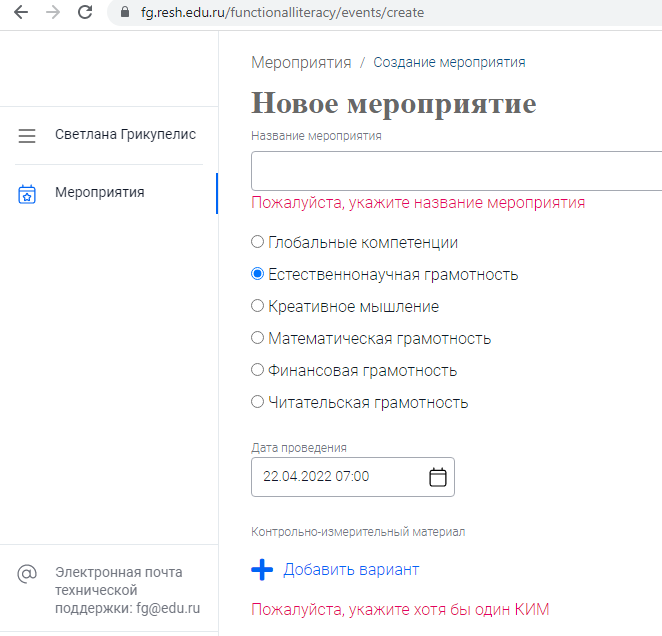 fg.resh.edu.ru/functionalliteracy/events/create
Мероприятия / Создание мероприятия
Новое мероприятие
Название мероприятия
Пожалуйста, укажите название мероприятия
Светлана Грикупелис
Мероприятия
Глобальные компетенции
Естественнонаучная грамотность
Креативное мышление
Математическая грамотность
Финансовая грамотность
Читательская грамотность
Дата проведения
22.04.2022 07:00
Контрольно-измерительный материал
Добавить вариант
Пожалуйста, укажите хотя бы один КИМ
Электронная почта
технической
поддержки: fg@edu.ru